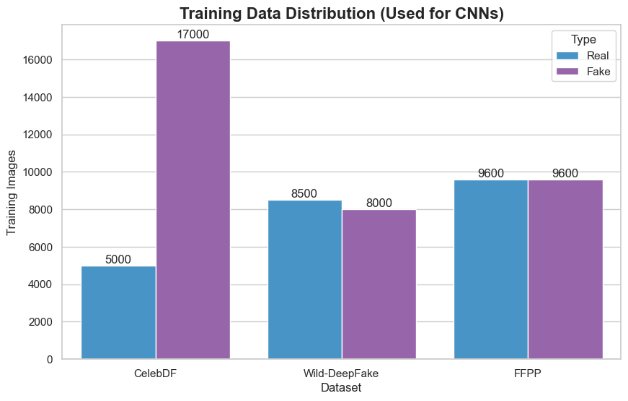 Training Data Distribution (Used for CNNs)
Type
Real
Fake
Training Images
16000
14000
12000
10000
8000
6000
4000
2000
0
5000
17000
8500
8000
9600
9600
CelebDF
Wild-DeepFake
FFPP
Dataset